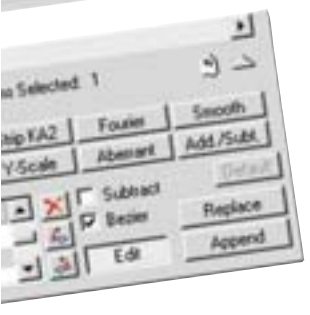 Selected: 1
Fourier Smooth
Y-Scale Aberrant Add./Subt.
Default
Subtract
Bezier Replace
Edit Append